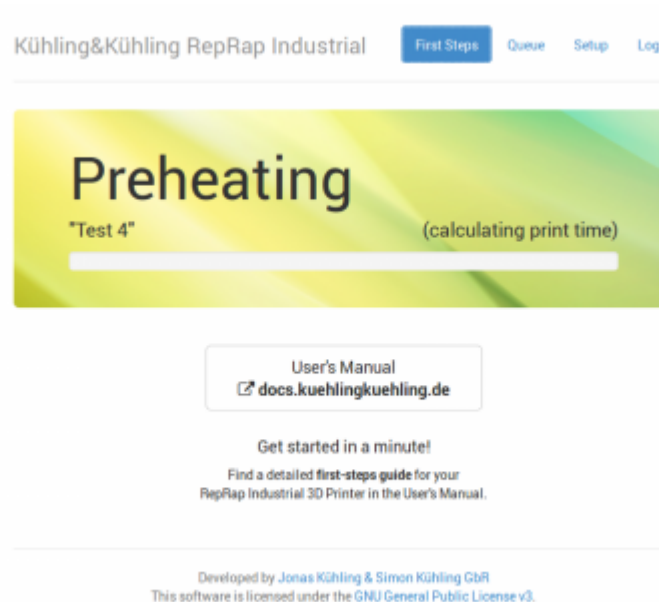 Kühling&Kühling RepRap Industrial First Steps Queue Setup Log
Preheating
"Test 4" (calculating print time)
User's Manual
docs.kuehlingkuehling.de
Get started in a minute!
Find a detailed first-steps guide for your
RepRap Industrial 3D Printer in the User's Manual.
Developed by Jonas Kühling & Simon Kühling GbR
This software is licensed under the GNU General Public License v3.